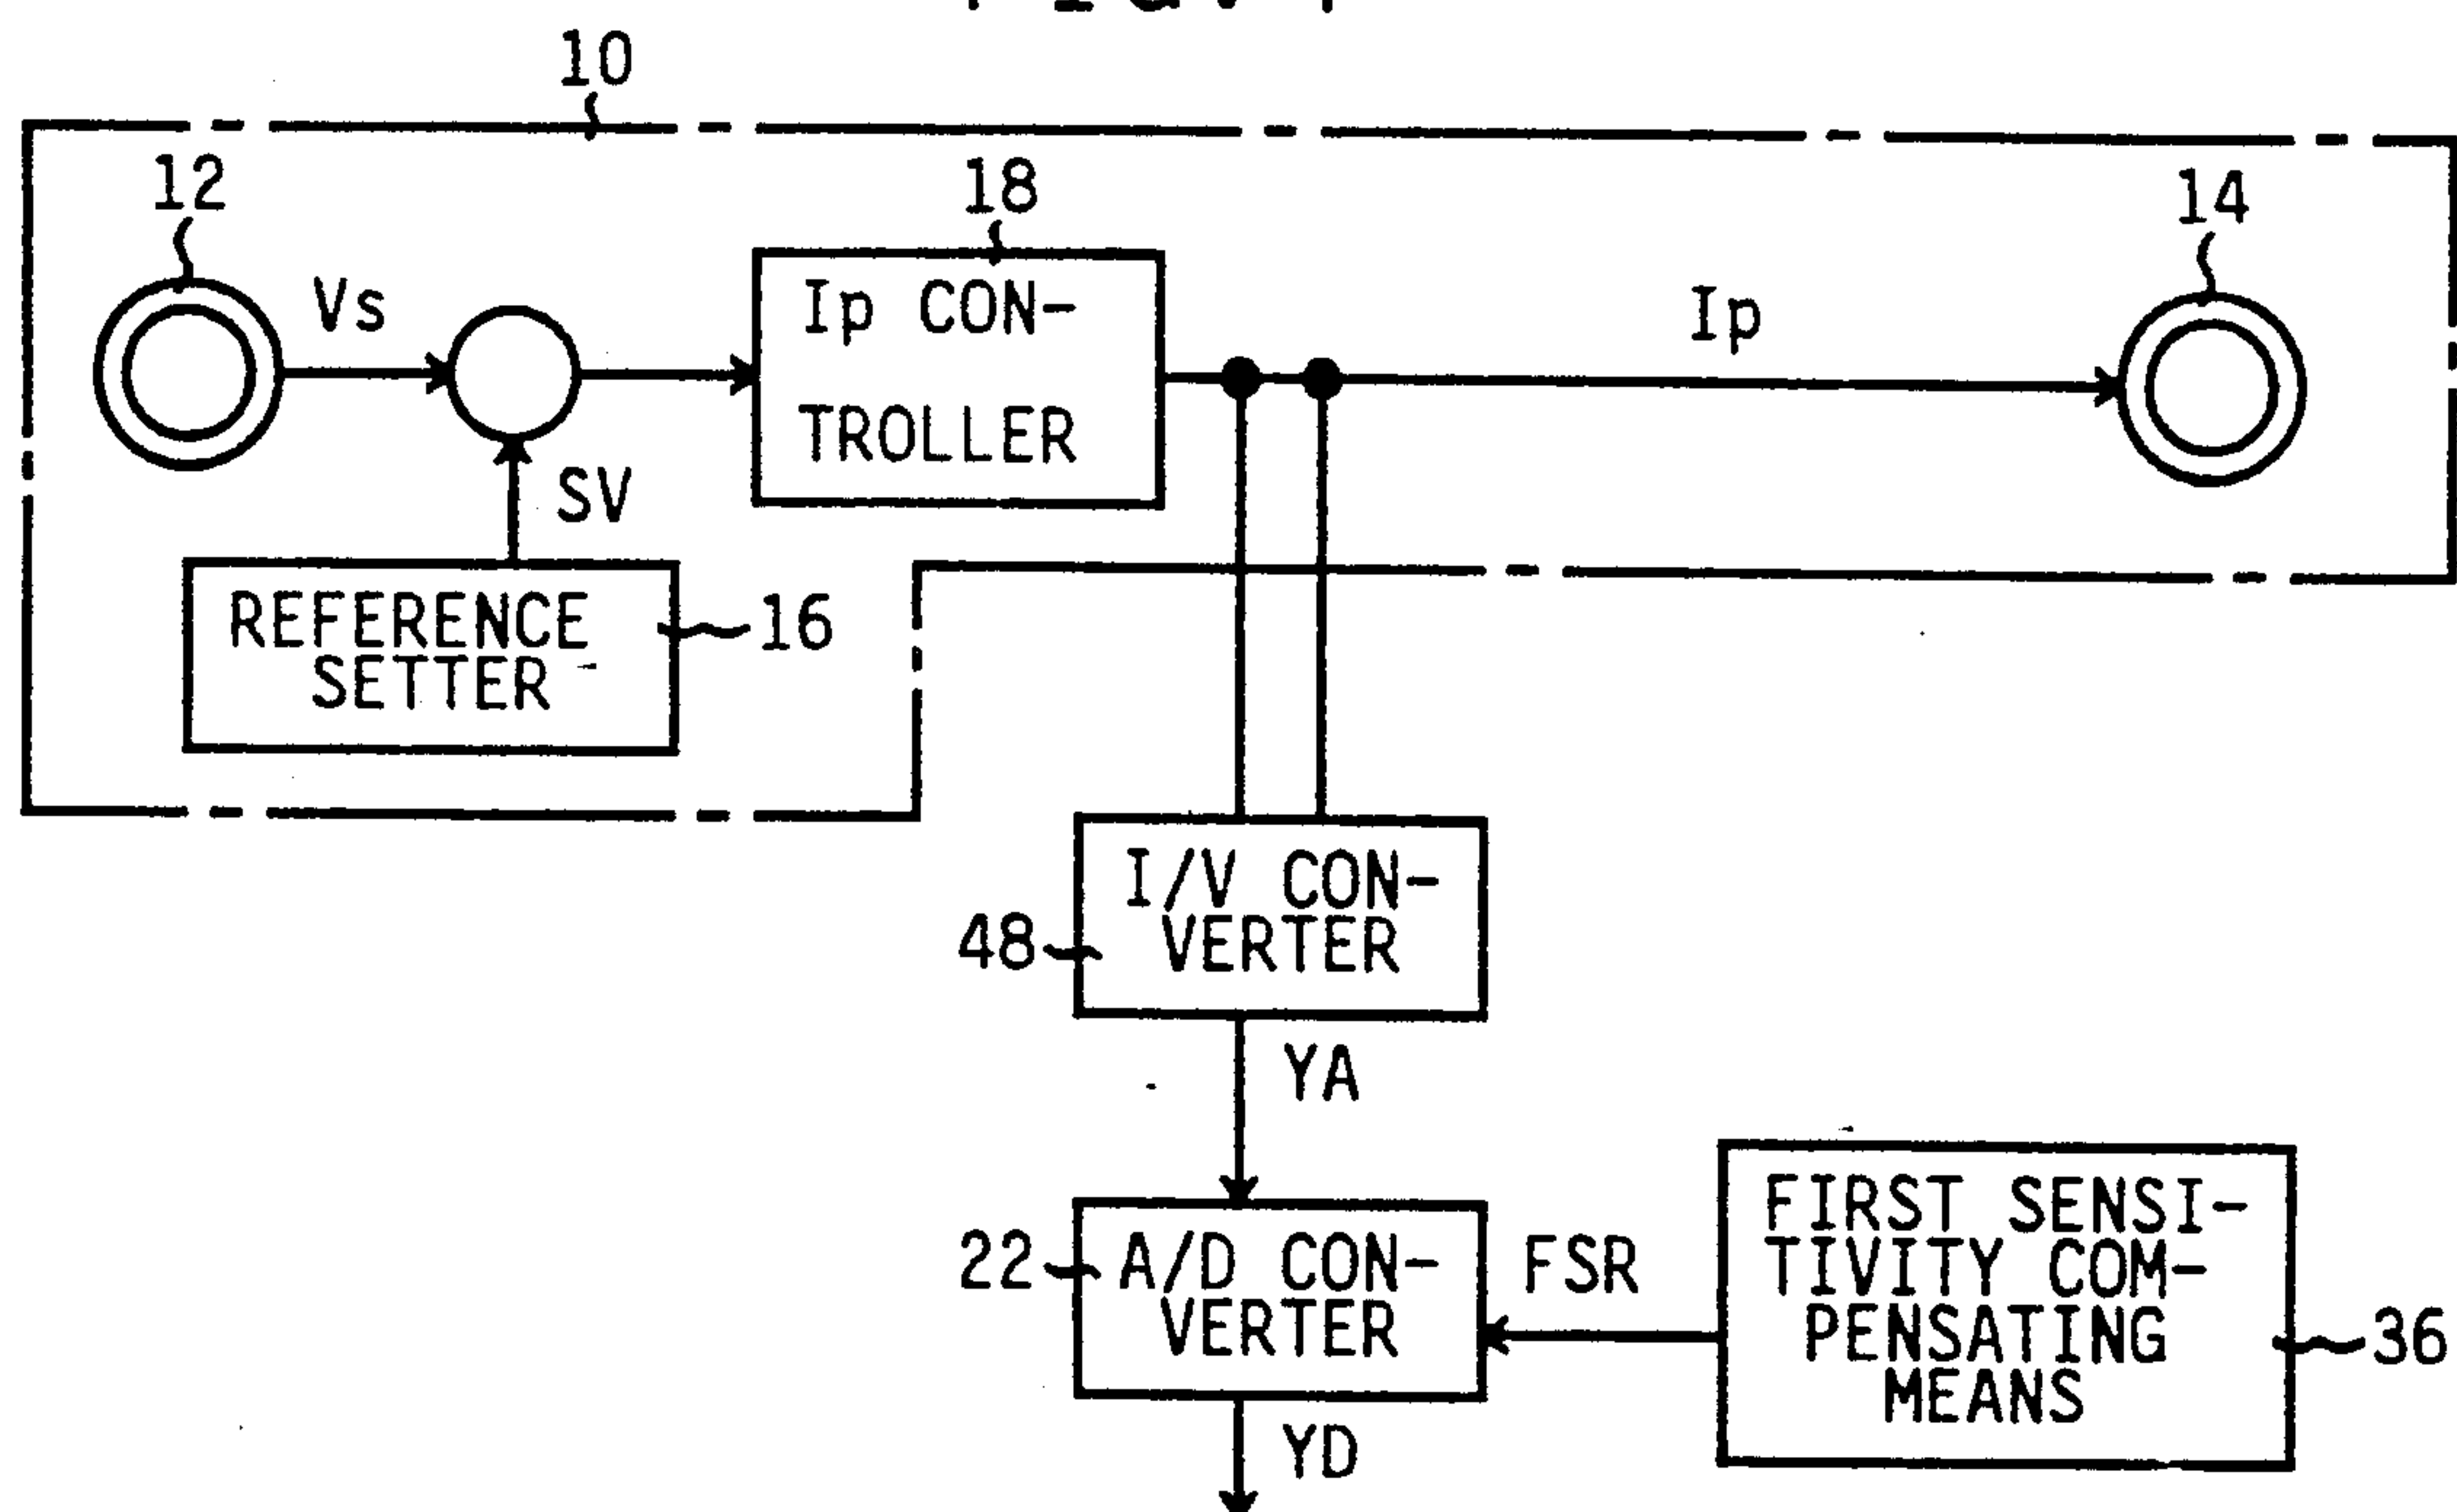 10
12
18
14
Vs
Ip CON-
TROLLER
Ip
SV
REFERENCE
SETTER
16
I/V CON-
VERTER
48
YA
22
A/D CON-
VERTER
FSR
FIRST SENSI-
TIVITY COM-
PENSATING
MEANS
36
YD